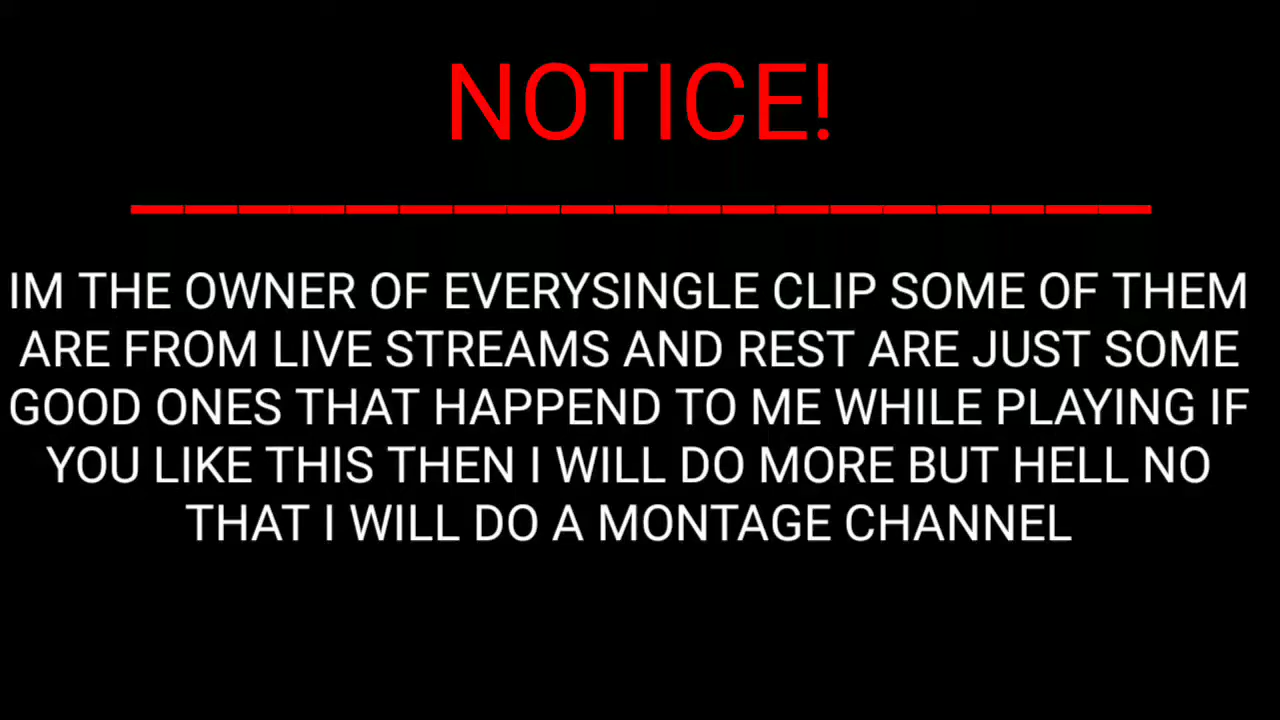 NOTICE!
IM THE OWNER OF EVERYSINGLE CLIP SOME OF THEM
ARE FROM LIVE STREAMS AND REST ARE JUST SOME
GOOD ONES THAT HAPPEND TO ME WHILE PLAYING IF
YOU LIKE THIS THEN I WILL DO MORE BUT HELL NO
THAT I WILL DO A MONTAGE CHANNEL